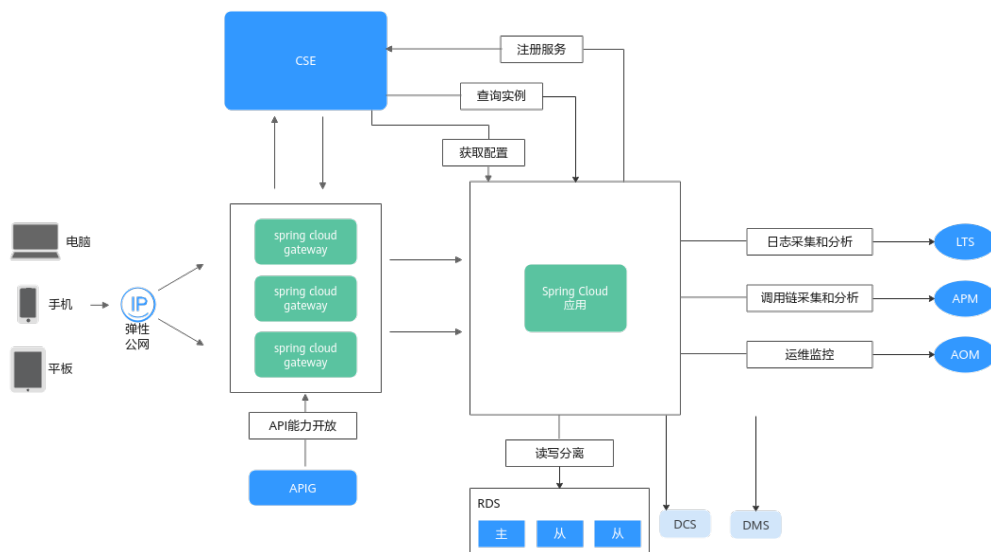 CSE
注册服务
查询实例
获取配置
电脑
手机
平板
IP
弹性
公网
spring cloud
gateway
spring cloud
gateway
spring cloud
gateway
API能力开放
APIG
Spring Cloud
应用
日志采集和分析
LTS
调用链采集和分析
APM
运维监控
AOM
读写分离
RDS
主
从
从
DCS
DMS